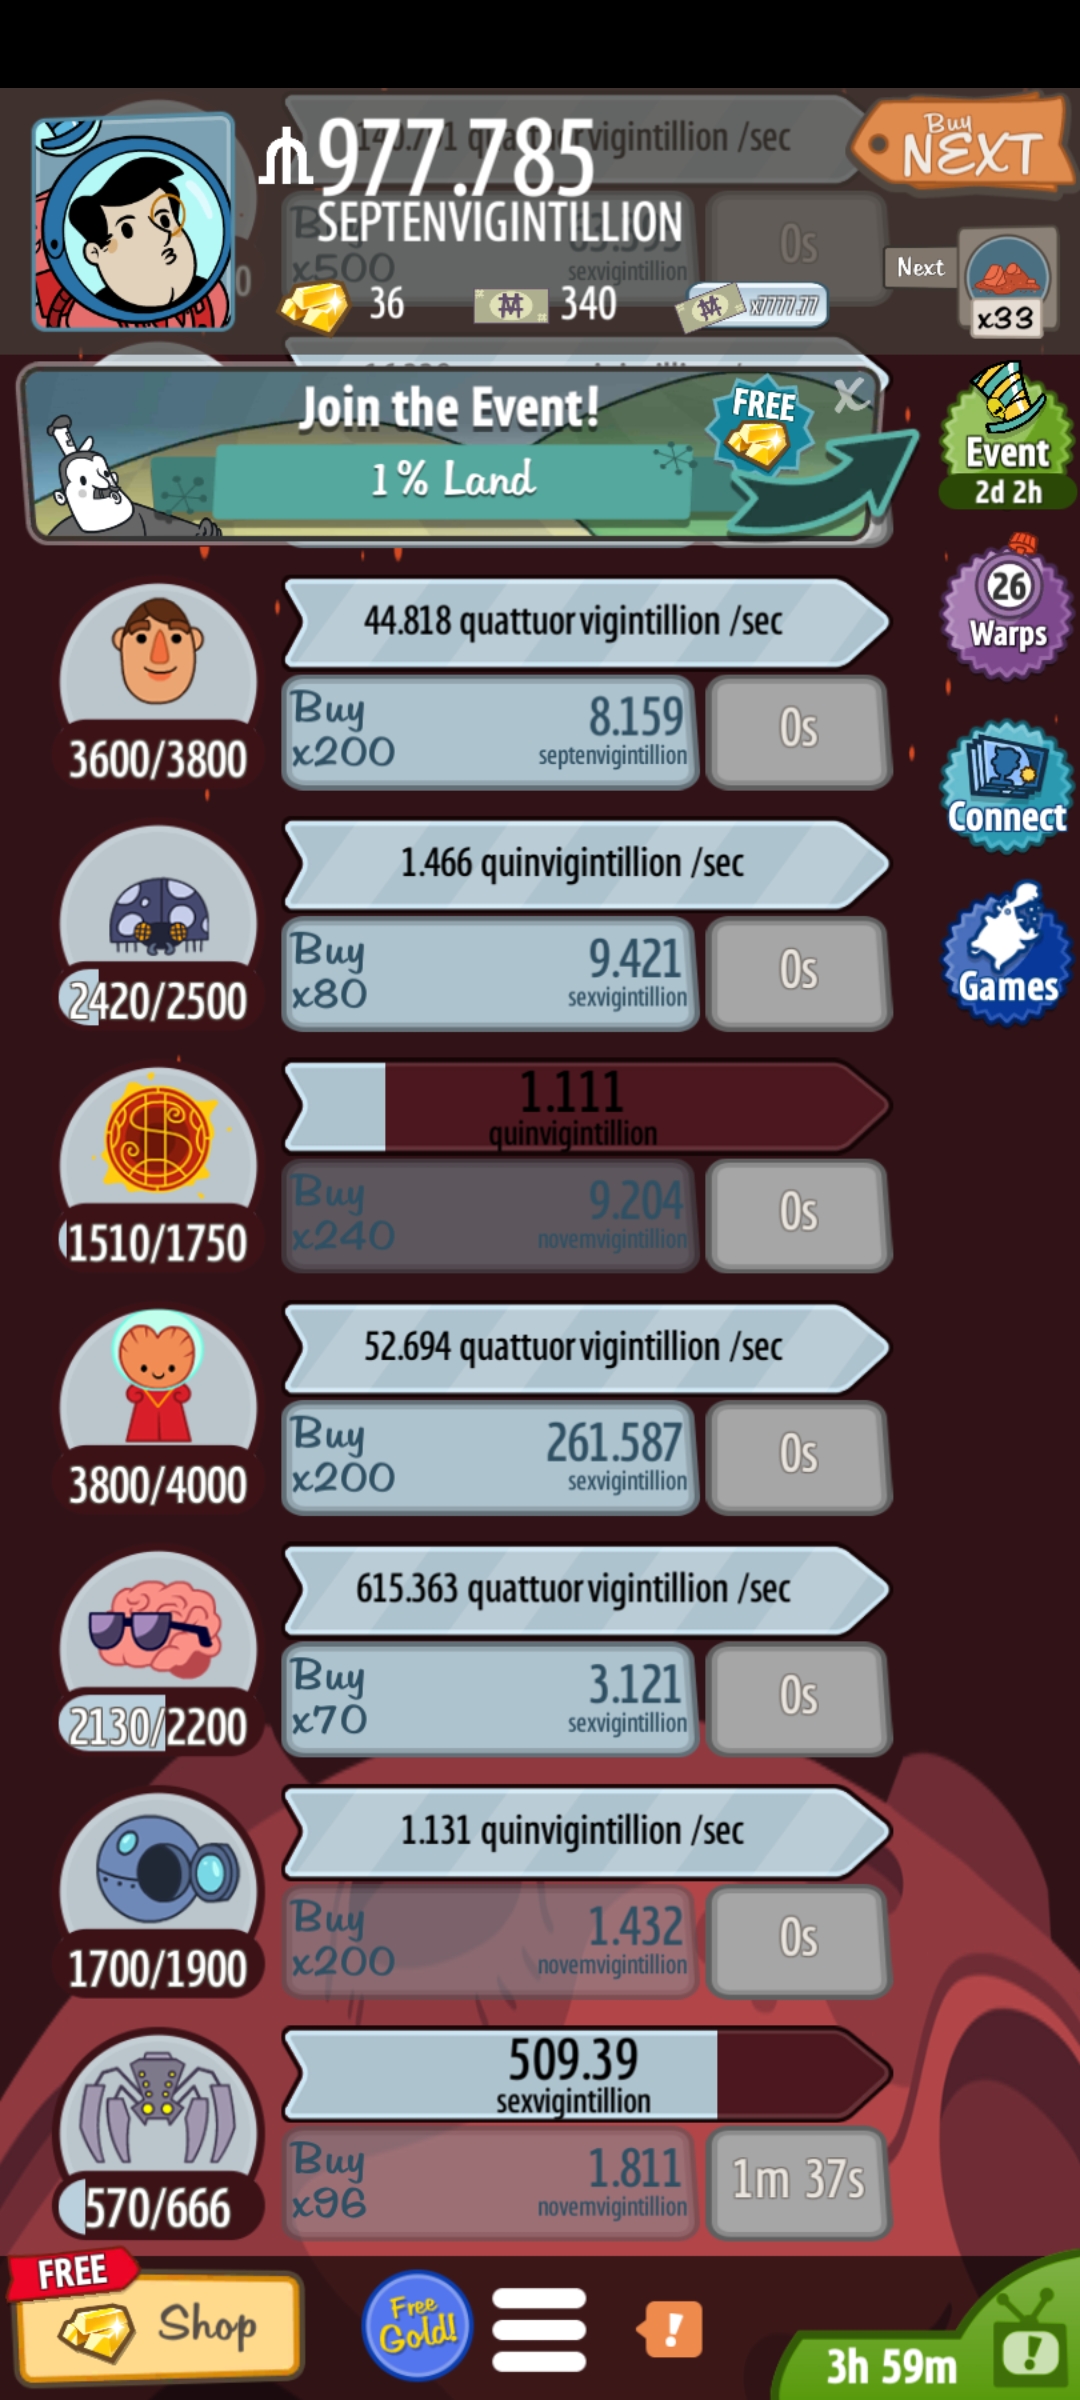 977.785
SEPTENVIGINTILLION
/sec
Buy
NEXT
x500
sexvigintillion
0s
Next
x33
36
340
x7777.77
Join the Event!
1% Land
FREE
X
Event
2d 2h
44.818 quattuorvigintillion /sec
Buy
x200
8.159
septenvigintillion
0s
3600/3800
26
Warps
Connect
1.466 quinvigintillion /sec
Buy
x80
9.421
sexvigintillion
0s
2420/2500
Games
1.111
quinvigintillion
Buy
x240
9.204
novemvigintillion
0s
1510/1750
52.694 quattuorvigintillion /sec
Buy
x200
261.587
sexvigintillion
0s
3800/4000
615.363 quattuorvigintillion /sec
Buy
x70
3.121
sexvigintillion
0s
2130/2200
1.131 quinvigintillion /sec
Buy
x200
1.432
novemvigintillion
0s
1700/1900
509.39
sexvigintillion
Buy
x96
1.811
novemvigintillion
1m 37s
570/666
FREE
Shop
Free
Gold!
!
3h 59m
!